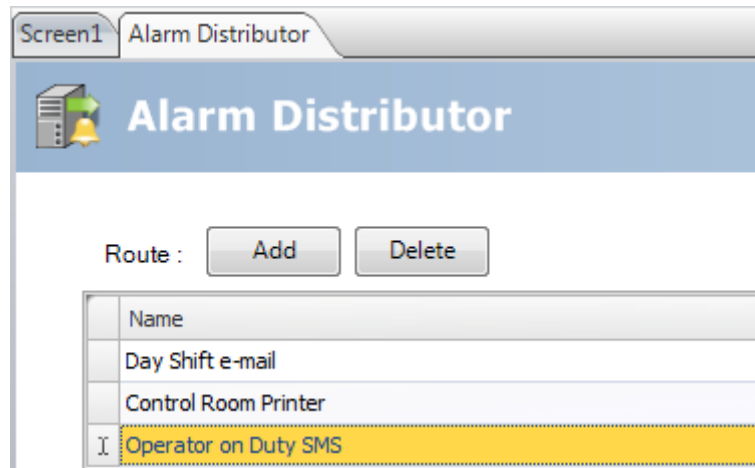 Screen1 Alarm Distributor
Alarm Distributor
Route : Add Delete
Name
Day Shift e-mail
Control Room Printer
Operator on Duty SMS